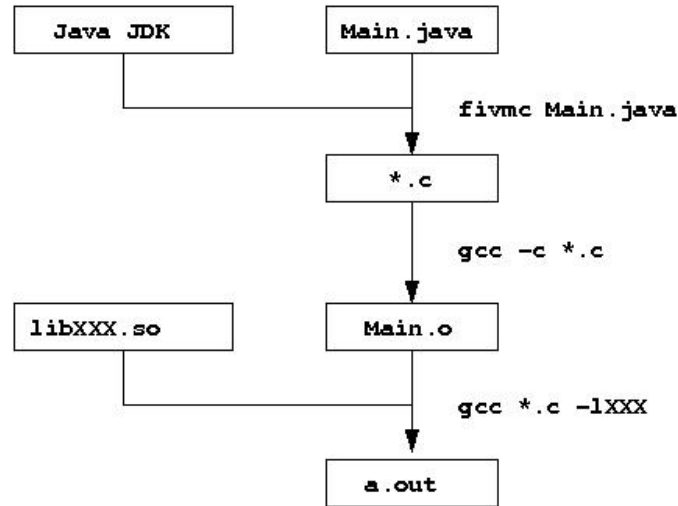 Java JDK
Main.java
fivmc Main.java
*.c
gcc -c *.c
libXXX.so
Main.o
gcc *.c -lXXX
a.out